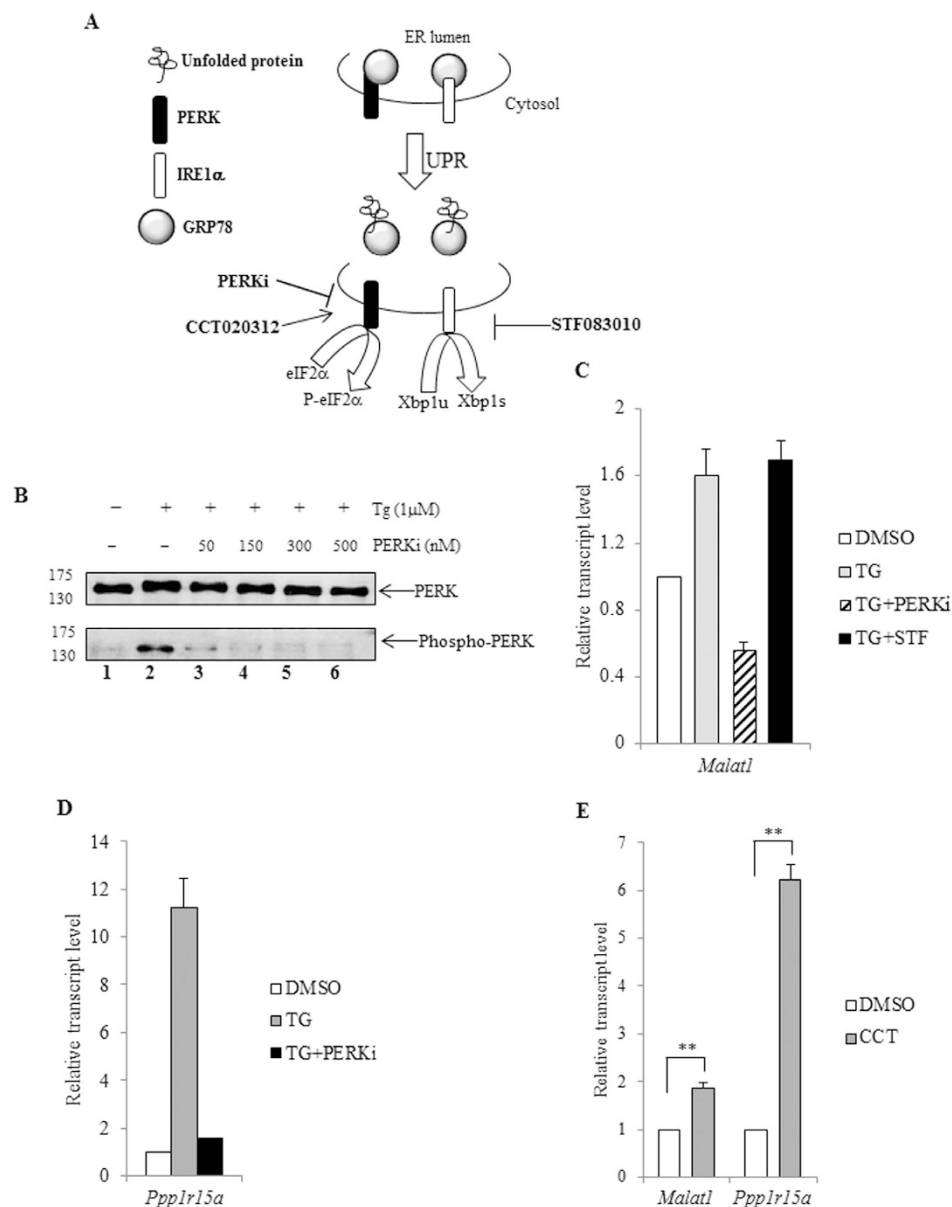 A
Unfolded protein
PERK
IRE1α
GRP78
ER lumen
Cytosol
UPR
PERKi
CCT020312
STF083010
eIF2α
P-eIF2α
Xbp1u
Xbp1s
B
− + + + + + Tg (1μM)
− − 50 150 300 500 PERKi (nM)
175
130
PERK
175
130
Phospho-PERK
1 2 3 4 5 6
C
Relative transcript level
2
1.6
1.2
0.8
0.4
0
Malat1
DMSO
TG
TG+PERKi
TG+STF
D
Relative transcript level
14
12
10
8
6
4
2
0
Ppp1r15a
DMSO
TG
TG+PERKi
E
Relative transcript level
7
6
5
4
3
2
1
0
**
**
Malat1 Ppp1r15a
DMSO
CCT